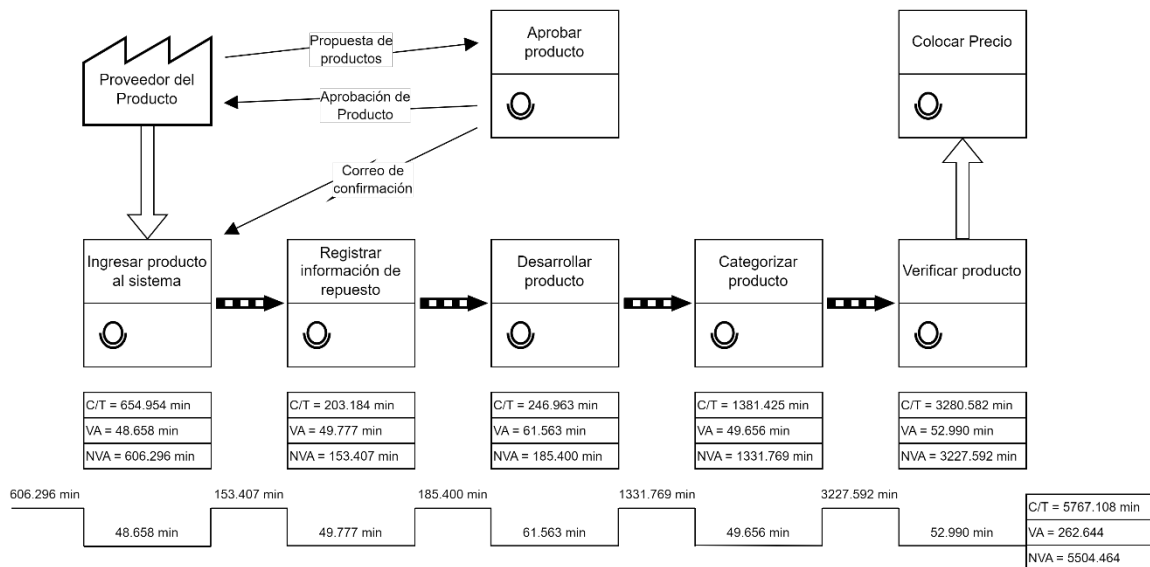 Proveedor del
Producto
Propuesta de
productos
Aprobación de
Producto
Correo de
confirmación
Aprobar
producto
Colocar Precio
Ingresar producto
al sistema
Registrar
información de
repuesto
Desarrollar
producto
Categorizar
producto
Verificar producto
C/T = 654.954 min
VA = 48.658 min
NVA = 606.296 min
C/T = 203.184 min
VA = 49.777 min
NVA = 153.407 min
C/T = 246.963 min
VA = 61.563 min
NVA = 185.400 min
C/T = 1381.425 min
VA = 49.656 min
NVA = 1331.769 min
C/T = 3280.582 min
VA = 52.990 min
NVA = 3227.592 min
606.296 min
48.658 min
153.407 min
49.777 min
185.400 min
61.563 min
1331.769 min
49.656 min
3227.592 min
52.990 min
C/T = 5767.108 min
VA = 262.644
NVA = 5504.464